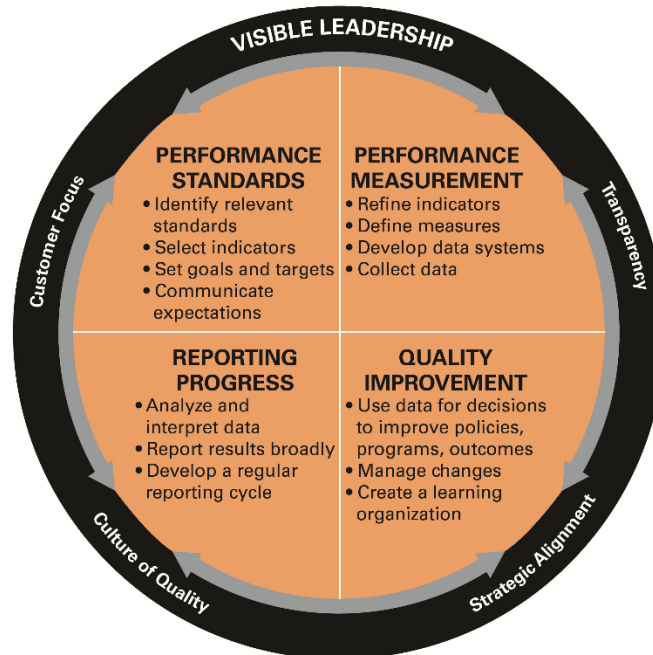 VISIBLE LEADERSHIP
Customer Focus
Transparency
PERFORMANCE
STANDARDS
• Identify relevant
standards
• Select indicators
• Set goals and targets
• Communicate
expectations
PERFORMANCE
MEASUREMENT
• Refine indicators
• Define measures
• Develop data systems
• Collect data
REPORTING
PROGRESS
• Analyze and
interpret data
• Report results broadly
• Develop a regular
reporting cycle
QUALITY
IMPROVEMENT
• Use data for decisions
to improve policies,
programs, outcomes
• Manage changes
• Create a learning
organization
Culture of Quality
Strategic Alignment